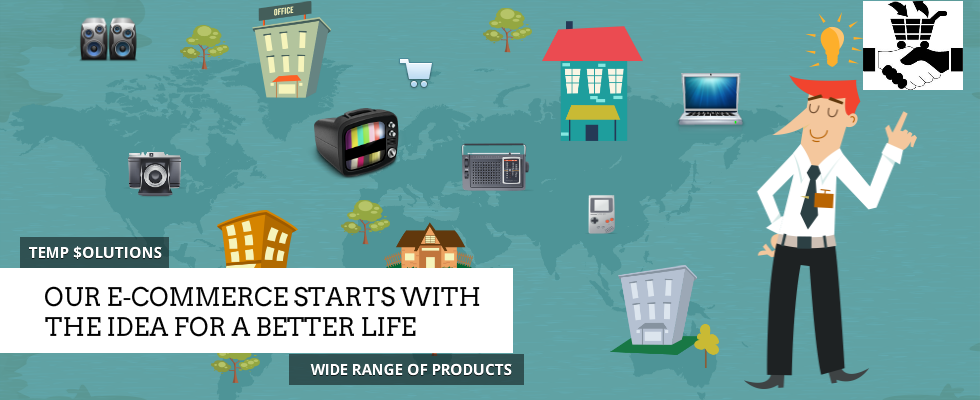 OFFICE
TEMP $OLUTIONS
OUR E-COMMERCE STARTS WITH
THE IDEA FOR A BETTER LIFE
WIDE RANGE OF PRODUCTS